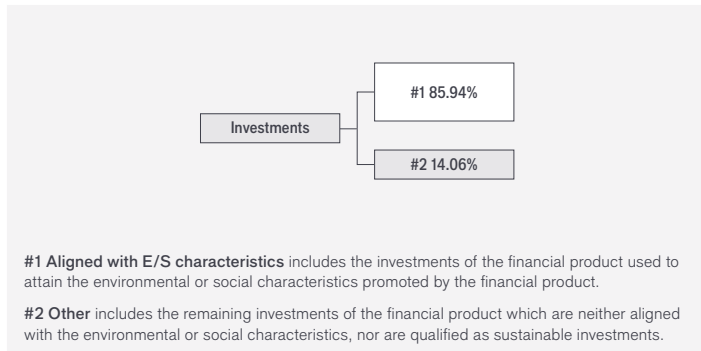 #1 85.94%
Investments
#2 14.06%
#1 Aligned with E/S characteristics includes the investments of the financial product used to
attain the environmental or social characteristics promoted by the financial product.
#2 Other includes the remaining investments of the financial product which are neither aligned
with the environmental or social characteristics, nor are qualified as sustainable investments.